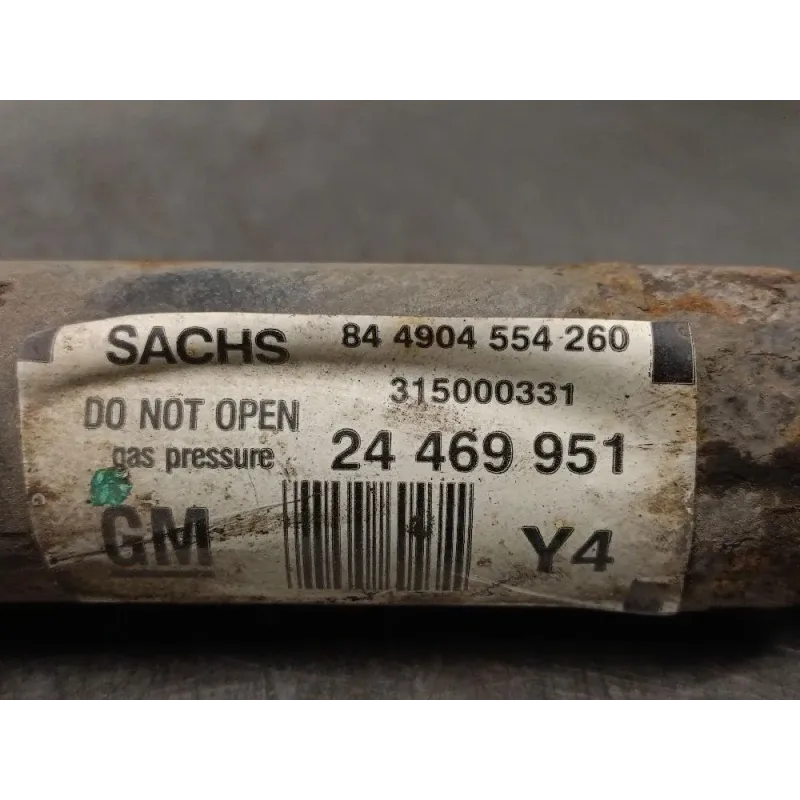 SACHS 84 4904 554 260
315000331
DO NOT OPEN
gas pressure 24 469 951
GM Y4